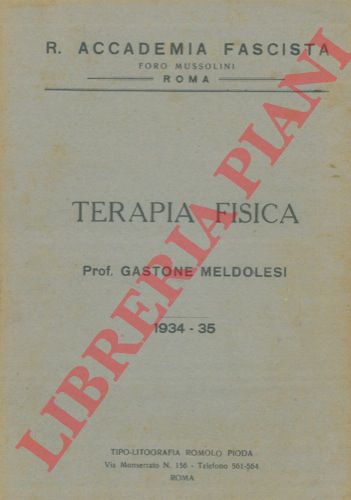 R. ACCADEMIA FASCISTA
FORO MUSSOLINI
ROMA
TERAPIA FISICA
Prof. GASTONE MELDOLESI
1934 - 35
TIPO-LITOGRAFIA ROMOLO PIODA
Via Monserrato N. 156 - Telefono 561-564
ROMA
LIBRERIA PIANI